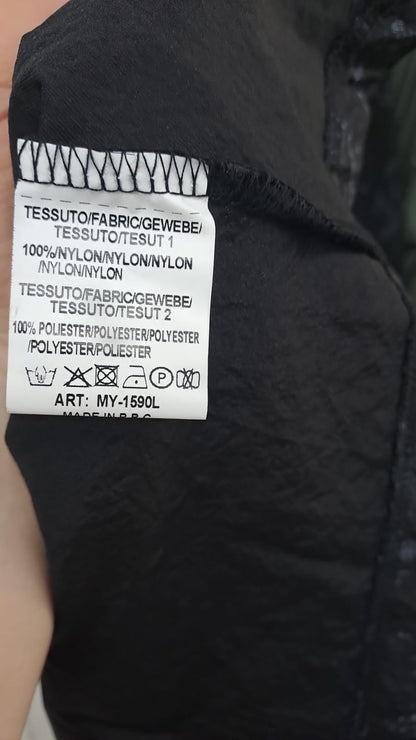 TESSUTO/FABRIC/GEWEBE/
TESSUTO/TESUT 1
100%/NYLON/NYLON/NYLON
/NYLON/NYLON
TESSUTO/FABRIC/GEWEBE/
TESSUTO/TESUT 2
100% POLIESTER/POLYESTER/POLYESTER
/POLYESTER/POLIESTER
P
ART: MY-1590L
MADE IN P.R.C